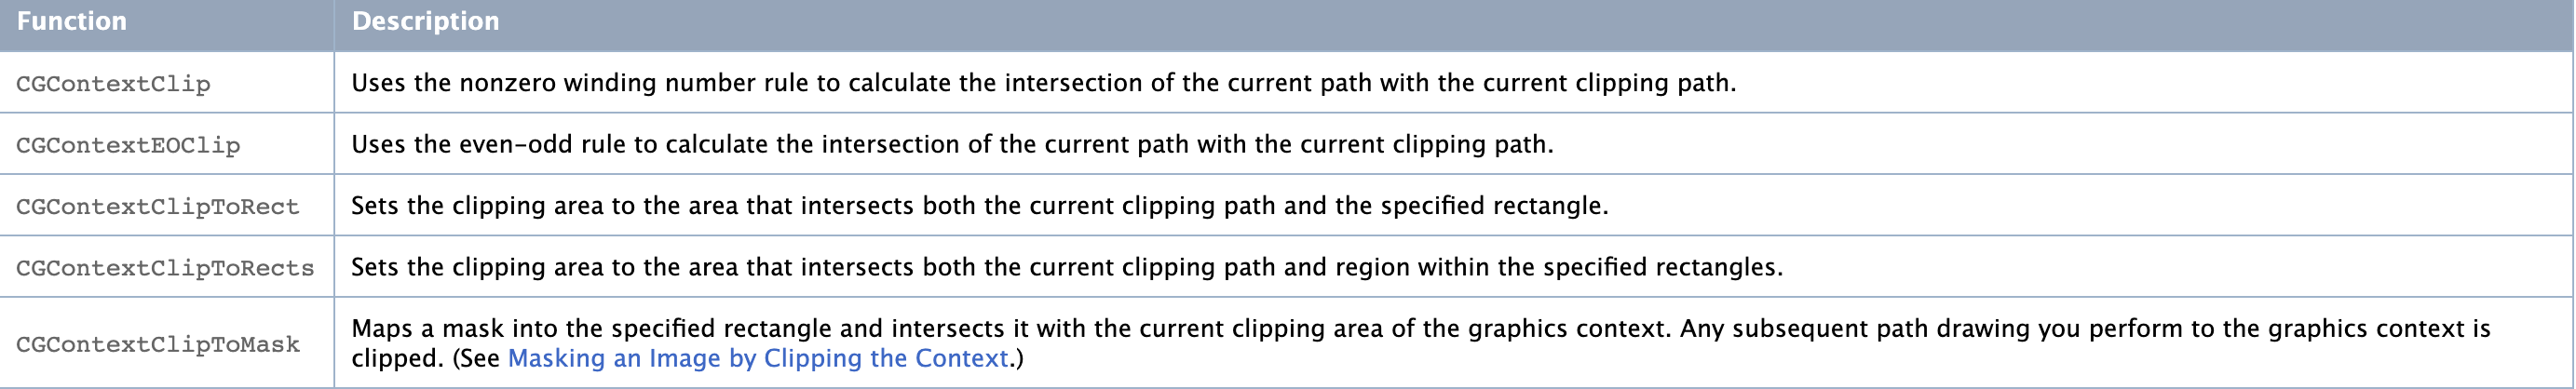 Function Description
CGContextClip Uses the nonzero winding number rule to calculate the intersection of the current path with the current clipping path.
CGContextEOClip Uses the even-odd rule to calculate the intersection of the current path with the current clipping path.
CGContextClipToRect Sets the clipping area to the area that intersects both the current clipping path and the specified rectangle.
CGContextClipToRects Sets the clipping area to the area that intersects both the current clipping path and region within the specified rectangles.
CGContextClipToMask Maps a mask into the specified rectangle and intersects it with the current clipping area of the graphics context. Any subsequent path drawing you perform to the graphics context is
clipped. (See Masking an Image by Clipping the Context.)